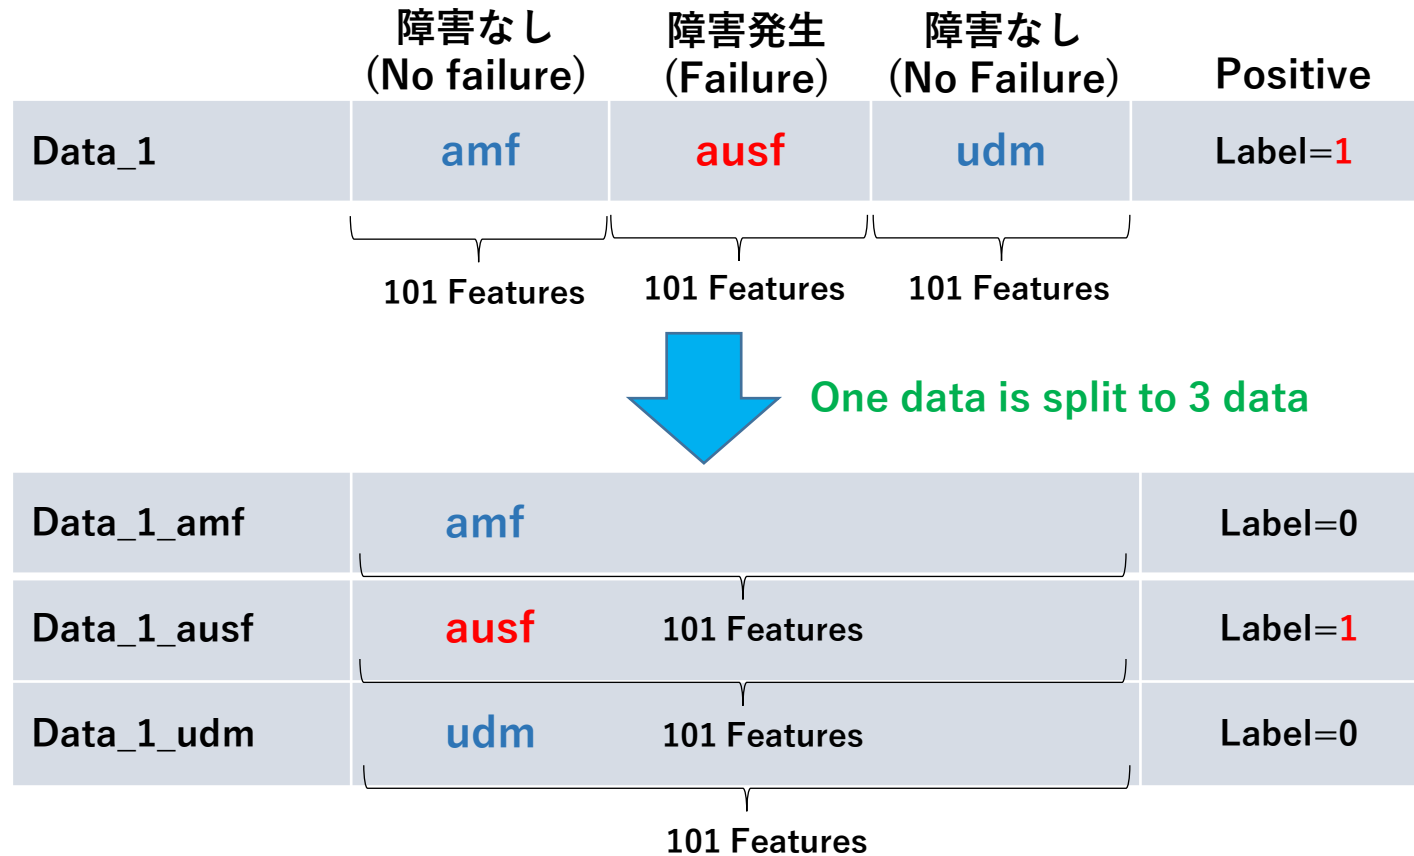 障害なし 障害発生 障害なし
(No failure) (Failure) (No Failure) Positive
Data_1 amf ausf udm Label=1
101 Features 101 Features 101 Features
One data is split to 3 data
Data_1_amf amf Label=0
Data_1_ausf ausf 101 Features Label=1
Data_1_udm udm 101 Features Label=0
101 Features